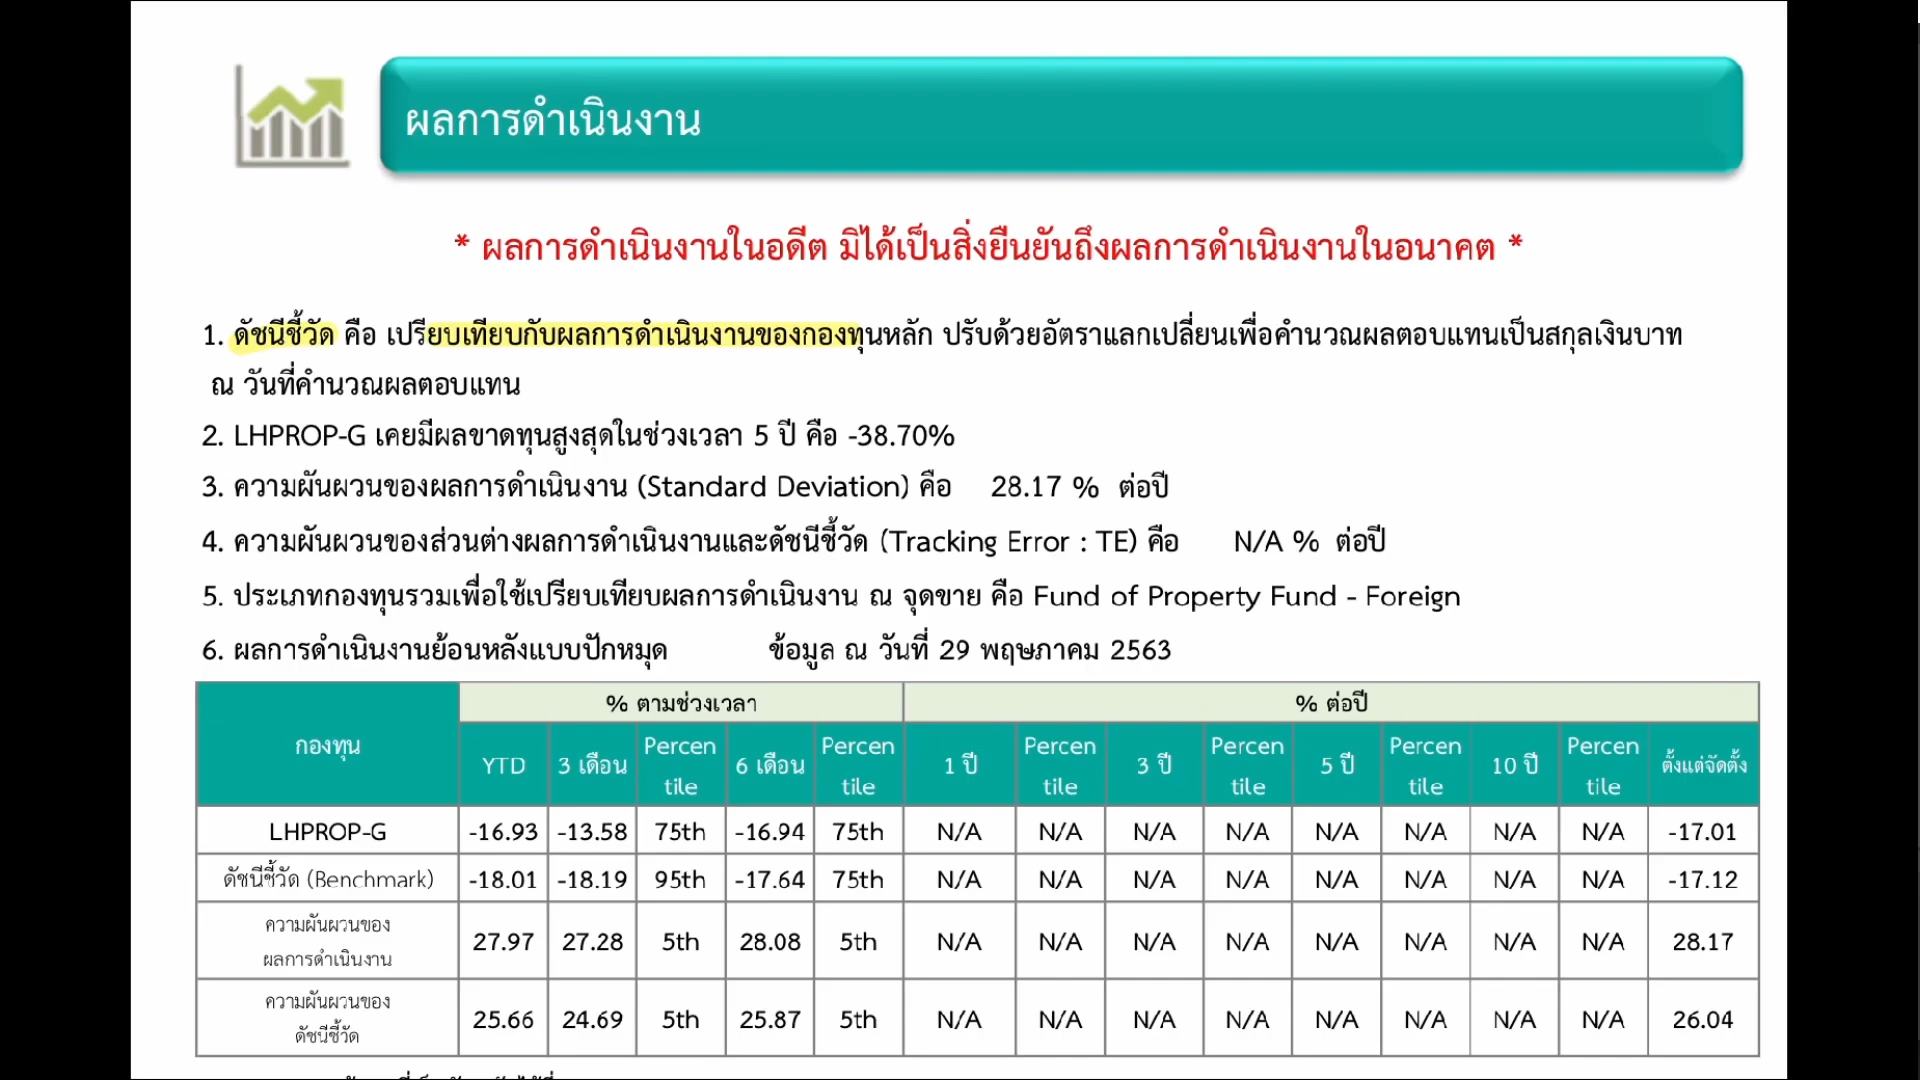 ผลการดำเนินงาน
* ผลการดำเนินงานในอดีต มิได้เป็นสิ่งยืนยันถึงผลการดำเนินงานในอนาคต *
1. ดัชนีชี้วัด คือ เปรียบเทียบกับผลการดำเนินงานของกองทุนหลัก ปรับด้วยอัตราแลกเปลี่ยนเพื่อคำนวณผลตอบแทนเป็นสกุลเงินบาท
ณ วันที่คำนวณผลตอบแทน
2. LHPROP-G เคยมีผลขาดทุนสูงสุดในช่วงเวลา 5 ปี คือ -38.70%
3. ความผันผวนของผลการดำเนินงาน (Standard Deviation) คือ 28.17 % ต่อปี
4. ความผันผวนของส่วนต่างผลการดำเนินงานและดัชนีชี้วัด (Tracking Error : TE) คือ N/A % ต่อปี
5. ประเภทกองทุนรวมเพื่อใช้เปรียบเทียบผลการดำเนินงาน ณ จุดขาย คือ Fund of Property Fund - Foreign
6. ผลการดำเนินงานย้อนหลังแบบปักหมุด ข้อมูล ณ วันที่ 29 พฤษภาคม 2563
% ตามช่วงเวลา % ต่อปี
กองทุน YTD 3 เดือน Percen tile 6 เดือน Percen tile 1 ปี Percen tile 3 ปี Percen tile 5 ปี Percen tile 10 ปี Percen tile ตั้งแต่จัดตั้ง
LHPROP-G -16.93 -13.58 75th -16.94 75th N/A N/A N/A N/A N/A N/A N/A N/A -17.01
ดัชนีชี้วัด (Benchmark) -18.01 -18.19 95th -17.64 75th N/A N/A N/A N/A N/A N/A N/A N/A -17.12
ความผันผวนของ
ผลการดำเนินงาน 27.97 27.28 5th 28.08 5th N/A N/A N/A N/A N/A N/A N/A N/A 28.17
ความผันผวนของ
ดัชนีชี้วัด 25.66 24.69 5th 25.87 5th N/A N/A N/A N/A N/A N/A N/A N/A 26.04